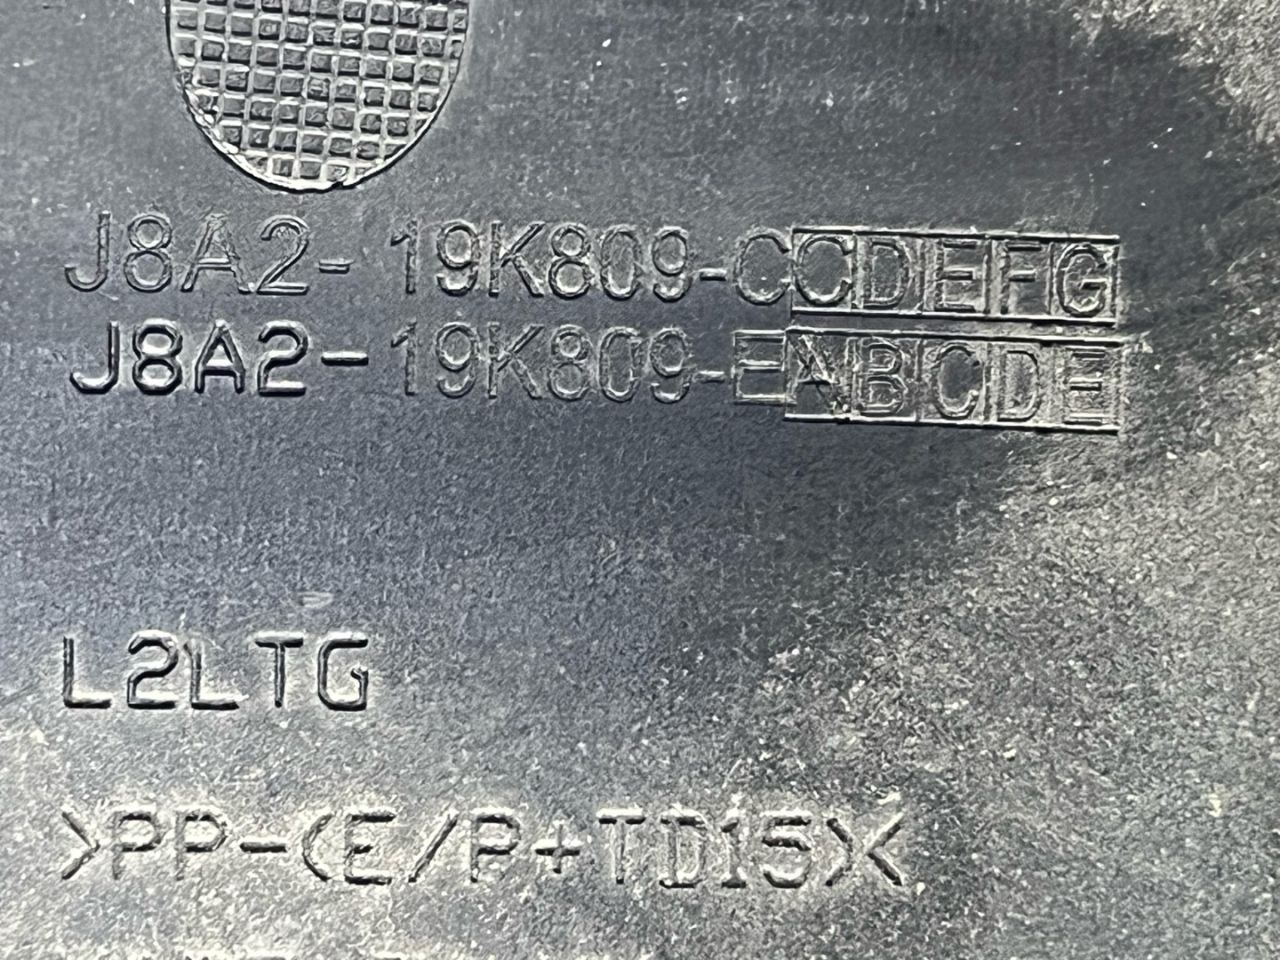 J8A2-19K809-CCDEFG
J8A2-19K809-EABCDE
L2LTG
>PP-(E/P+TD15)<